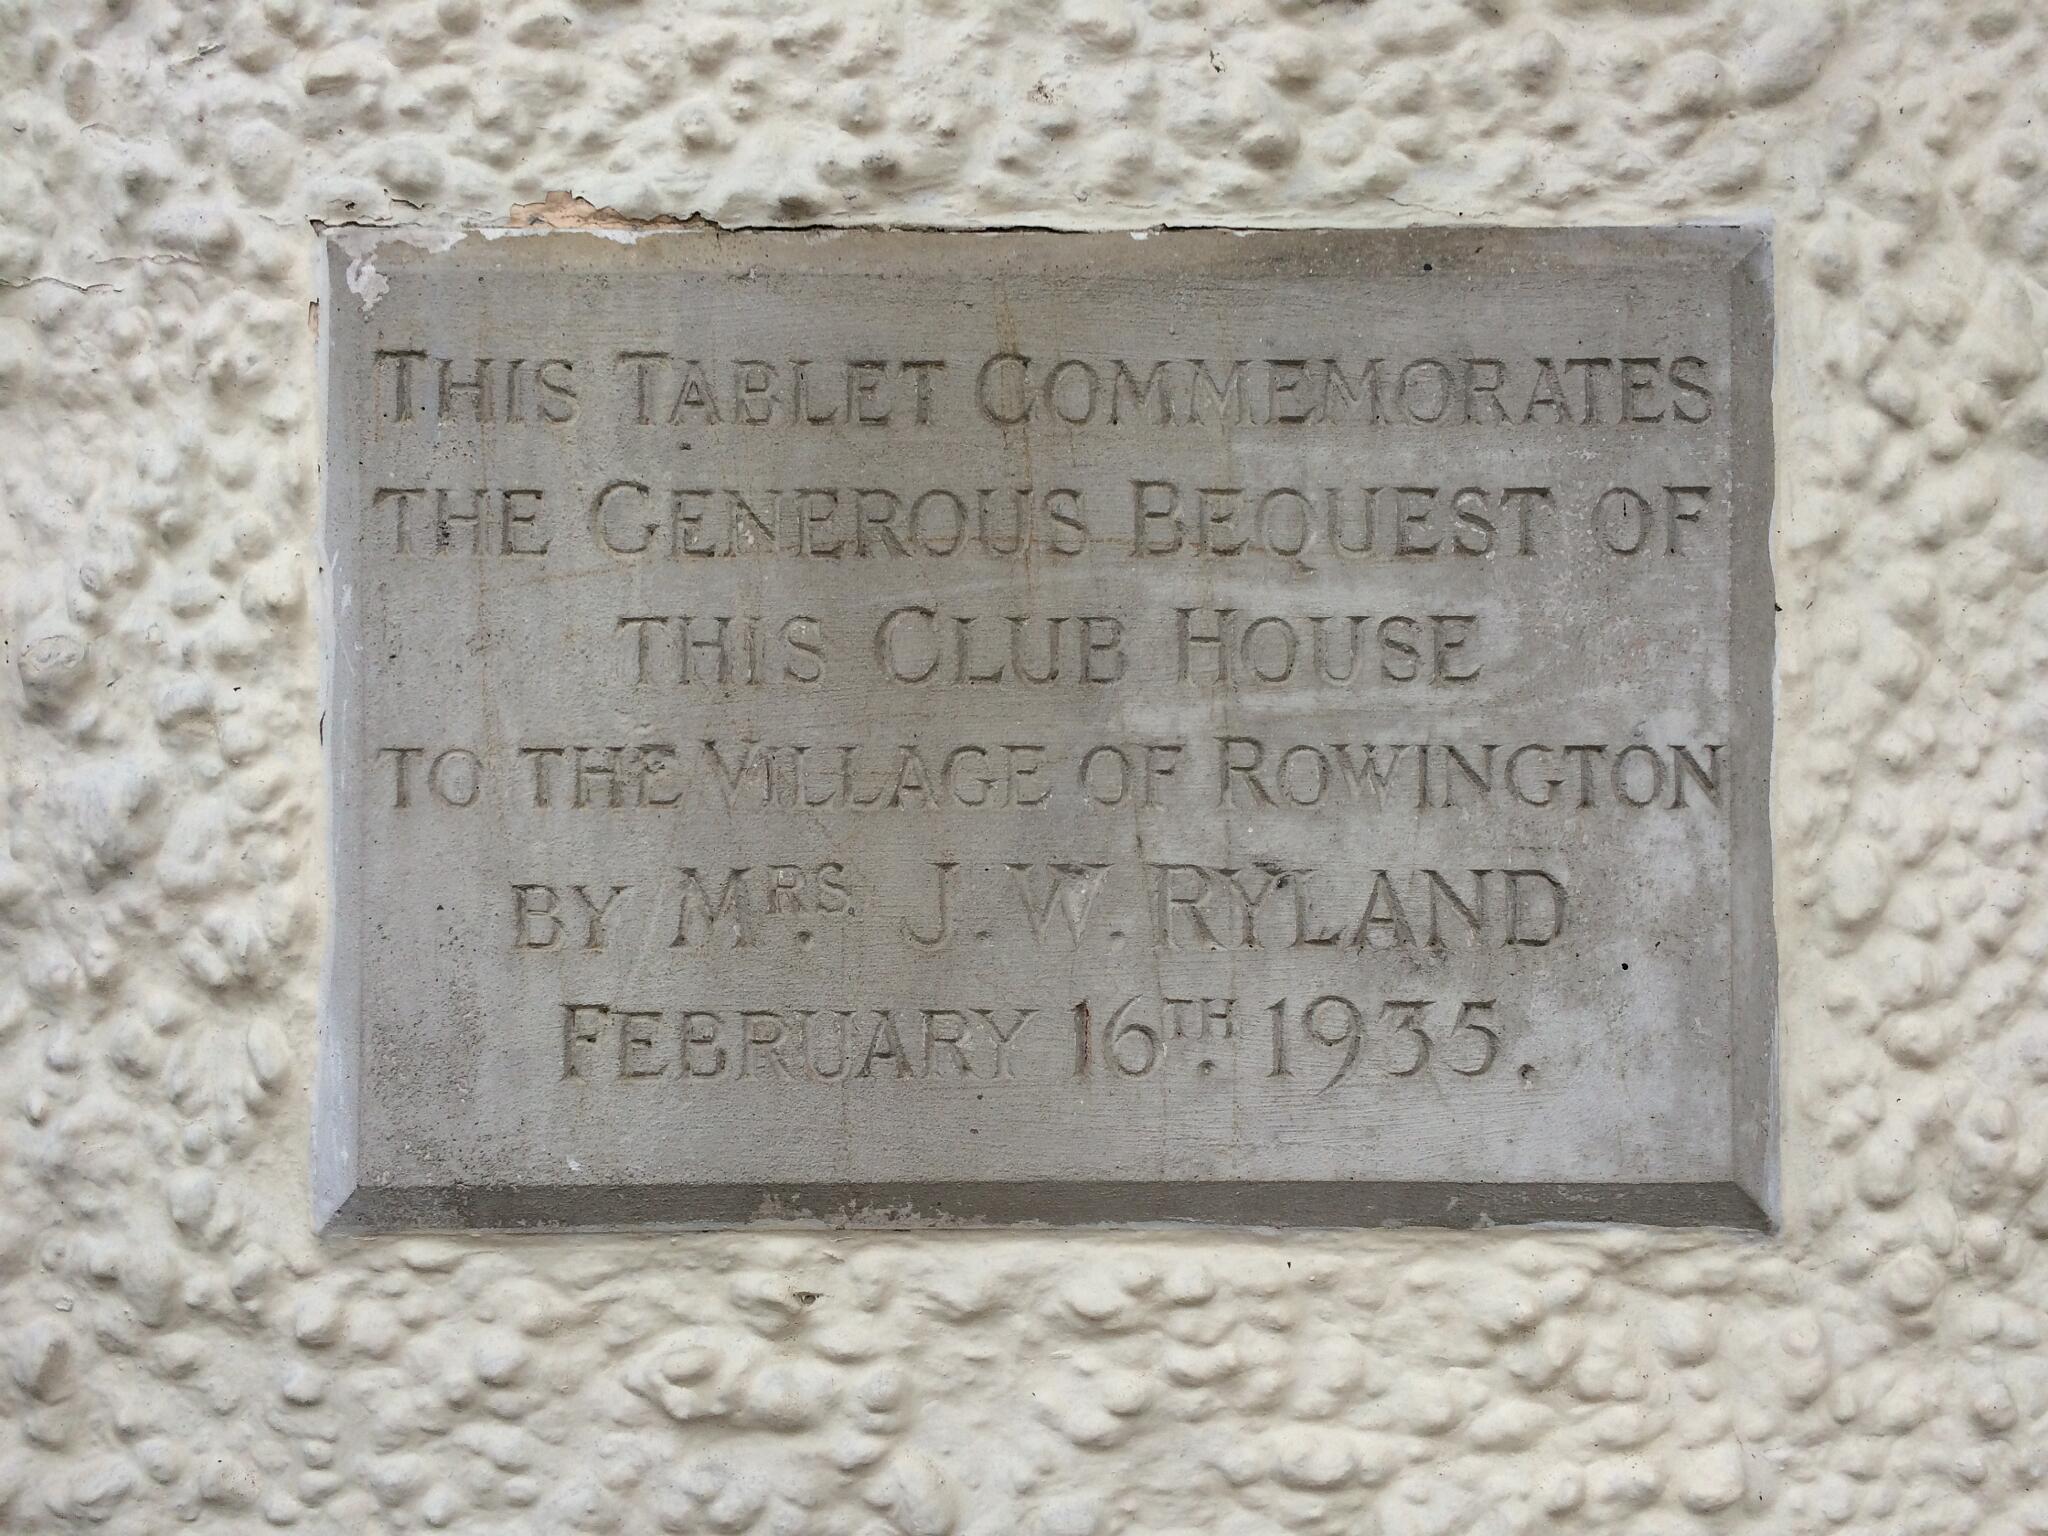 THIS TABLET COMMEMORATES
THE GENEROUS BEQUEST OF
THIS CLUB HOUSE
TO THE VILLAGE OF ROWINGTON
BY MRS. J. W. RYLAND
FEBRUARY 16TH. 1935.